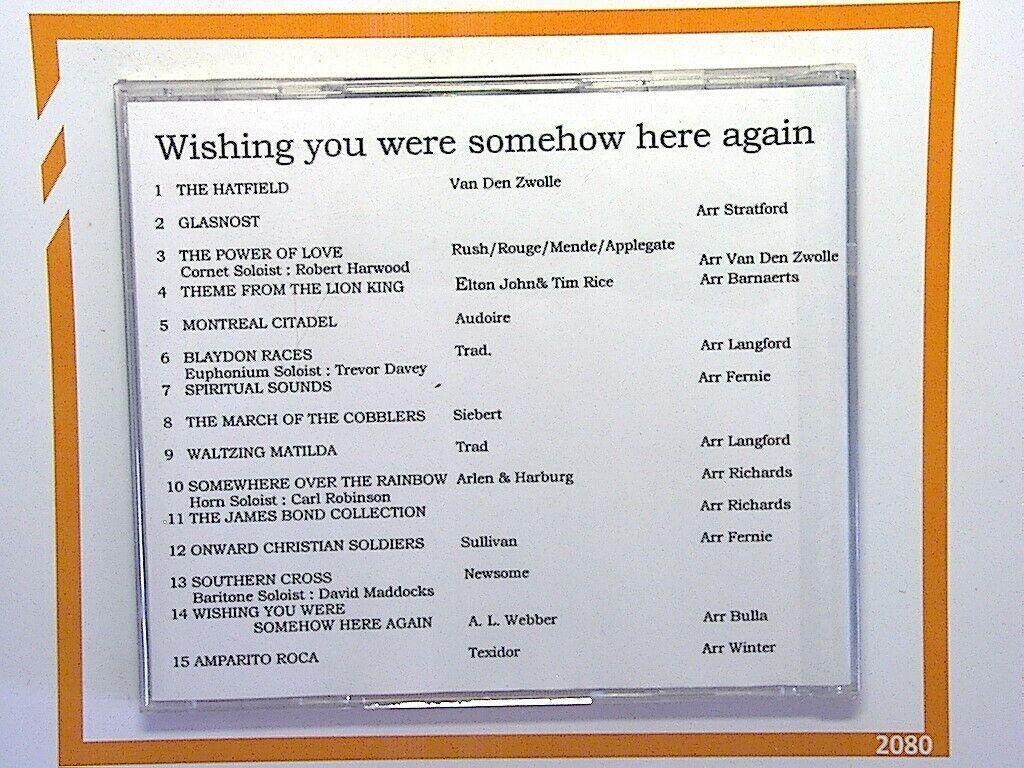 Wishing you were somehow here again
1 THE HATFIELD Van Den Zwolle
2 GLASNOST Arr Stratford
3 THE POWER OF LOVE Rush/Rouge/Mende/Applegate Arr Van Den Zwolle
Cornet Soloist : Robert Harwood
4 THEME FROM THE LION KING Elton John& Tim Rice Arr Barnaerts
5 MONTREAL CITADEL Audoire
6 BLAYDON RACES Trad. Arr Langford
Euphonium Soloist : Trevor Davey
7 SPIRITUAL SOUNDS Arr Fernie
8 THE MARCH OF THE COBBLERS Siebert
9 WALTZING MATILDA Trad Arr Langford
10 SOMEWHERE OVER THE RAINBOW Arlen & Harburg Arr Richards
Horn Soloist : Carl Robinson
11 THE JAMES BOND COLLECTION Arr Richards
12 ONWARD CHRISTIAN SOLDIERS Sullivan Arr Fernie
13 SOUTHERN CROSS Newsome
Baritone Soloist : David Maddocks
14 WISHING YOU WERE
SOMEHOW HERE AGAIN A. L. Webber Arr Bulla
15 AMPARITO ROCA Texidor Arr Winter
2080